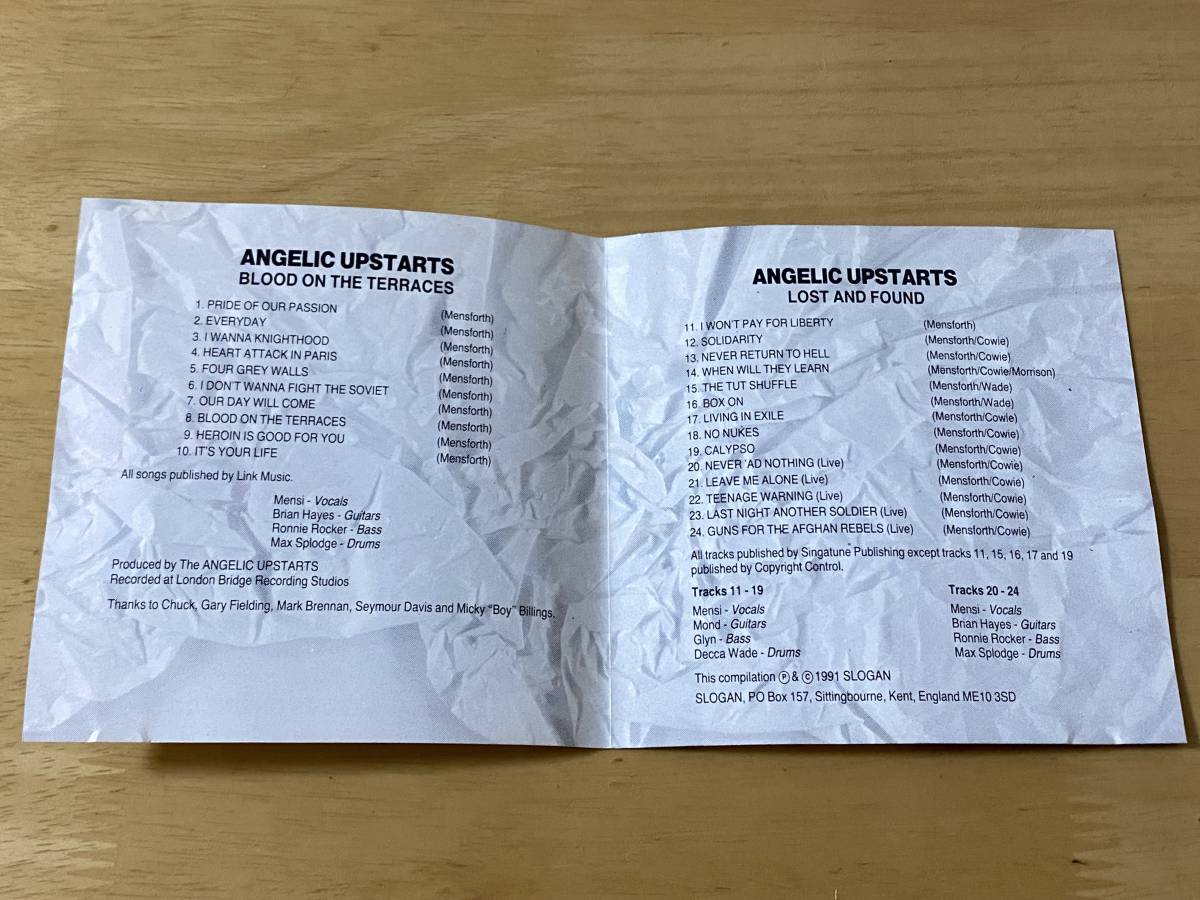 ANGELIC UPSTARTS
BLOOD ON THE TERRACES
1. PRIDE OF OUR PASSION (Mensforth)
2. EVERYDAY (Mensforth)
3. I WANNA KNIGHTHOOD (Mensforth)
4. HEART ATTACK IN PARIS (Mensforth)
5. FOUR GREY WALLS (Mensforth)
6. I DON'T WANNA FIGHT THE SOVIET (Mensforth)
7. OUR DAY WILL COME (Mensforth)
8. BLOOD ON THE TERRACES (Mensforth)
9. HEROIN IS GOOD FOR YOU (Mensforth)
10. IT'S YOUR LIFE (Mensforth)
All songs published by Link Music.
Mensi - Vocals
Brian Hayes - Guitars
Ronnie Rocker - Bass
Max Splodge - Drums
Produced by The ANGELIC UPSTARTS
Recorded at London Bridge Recording Studios
Thanks to Chuck, Gary Fielding, Mark Brennan, Seymour Davis and Micky "Boy" Billings.
ANGELIC UPSTARTS
LOST AND FOUND
11. I WON'T PAY FOR LIBERTY (Mensforth)
12. SOLIDARITY (Mensforth/Cowie)
13. NEVER RETURN TO HELL (Mensforth/Cowie)
14. WHEN WILL THEY LEARN (Mensforth/Cowie/Morrison)
15. THE TUT SHUFFLE (Mensforth/Wade)
16. BOX ON (Mensforth/Wade)
17. LIVING IN EXILE (Mensforth/Cowie)
18. NO NUKES (Mensforth/Cowie)
19. CALYPSO (Mensforth/Cowie)
20. NEVER 'AD NOTHING (Live) (Mensforth/Cowie)
21. LEAVE ME ALONE (Live) (Mensforth/Cowie)
22. TEENAGE WARNING (Live) (Mensforth/Cowie)
23. LAST NIGHT ANOTHER SOLDIER (Live) (Mensforth/Cowie)
24. GUNS FOR THE AFGHAN REBELS (Live) (Mensforth/Cowie)
All tracks published by Singatune Publishing except tracks 11, 15, 16, 17 and 19
published by Copyright Control.
Tracks 11 - 19
Mensi - Vocals
Mond - Guitars
Glyn - Bass
Decca Wade - Drums
Tracks 20 - 24
Mensi - Vocals
Brian Hayes - Guitars
Ronnie Rocker - Bass
Max Splodge - Drums
This compilation ℗ & © 1991 SLOGAN
SLOGAN, PO Box 157, Sittingbourne, Kent, England ME10 3SD